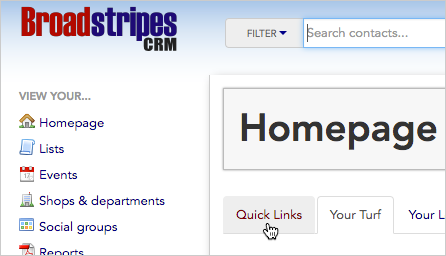 Broadstripes
CRM
FILTER
Search contacts...
VIEW YOUR...
Homepage
Lists
Events
Shops & departments
Social groups
Reports
Homepage
Quick Links
Your Turf
Your L